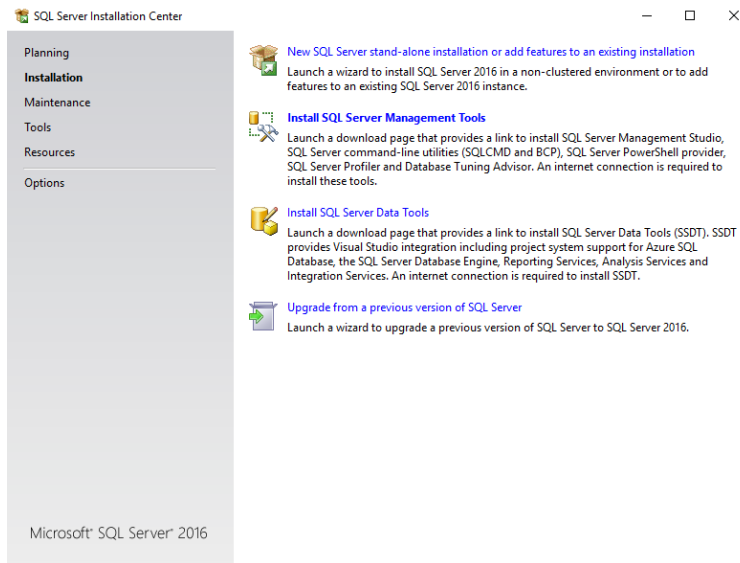 SQL Server Installation Center
Planning
Installation
Maintenance
Tools
Resources
Options
New SQL Server stand-alone installation or add features to an existing installation
Launch a wizard to install SQL Server 2016 in a non-clustered environment or to add
features to an existing SQL Server 2016 instance.
Install SQL Server Management Tools
Launch a download page that provides a link to install SQL Server Management Studio,
SQL Server command-line utilities (SQLCMD and BCP), SQL Server PowerShell provider,
SQL Server Profiler and Database Tuning Advisor. An internet connection is required to
install these tools.
Install SQL Server Data Tools
Launch a download page that provides a link to install SQL Server Data Tools (SSDT). SSDT
provides Visual Studio integration including project system support for Azure SQL
Database, the SQL Server Database Engine, Reporting Services, Analysis Services and
Integration Services. An internet connection is required to install SSDT.
Upgrade from a previous version of SQL Server
Launch a wizard to upgrade a previous version of SQL Server to SQL Server 2016.
Microsoft® SQL Server® 2016